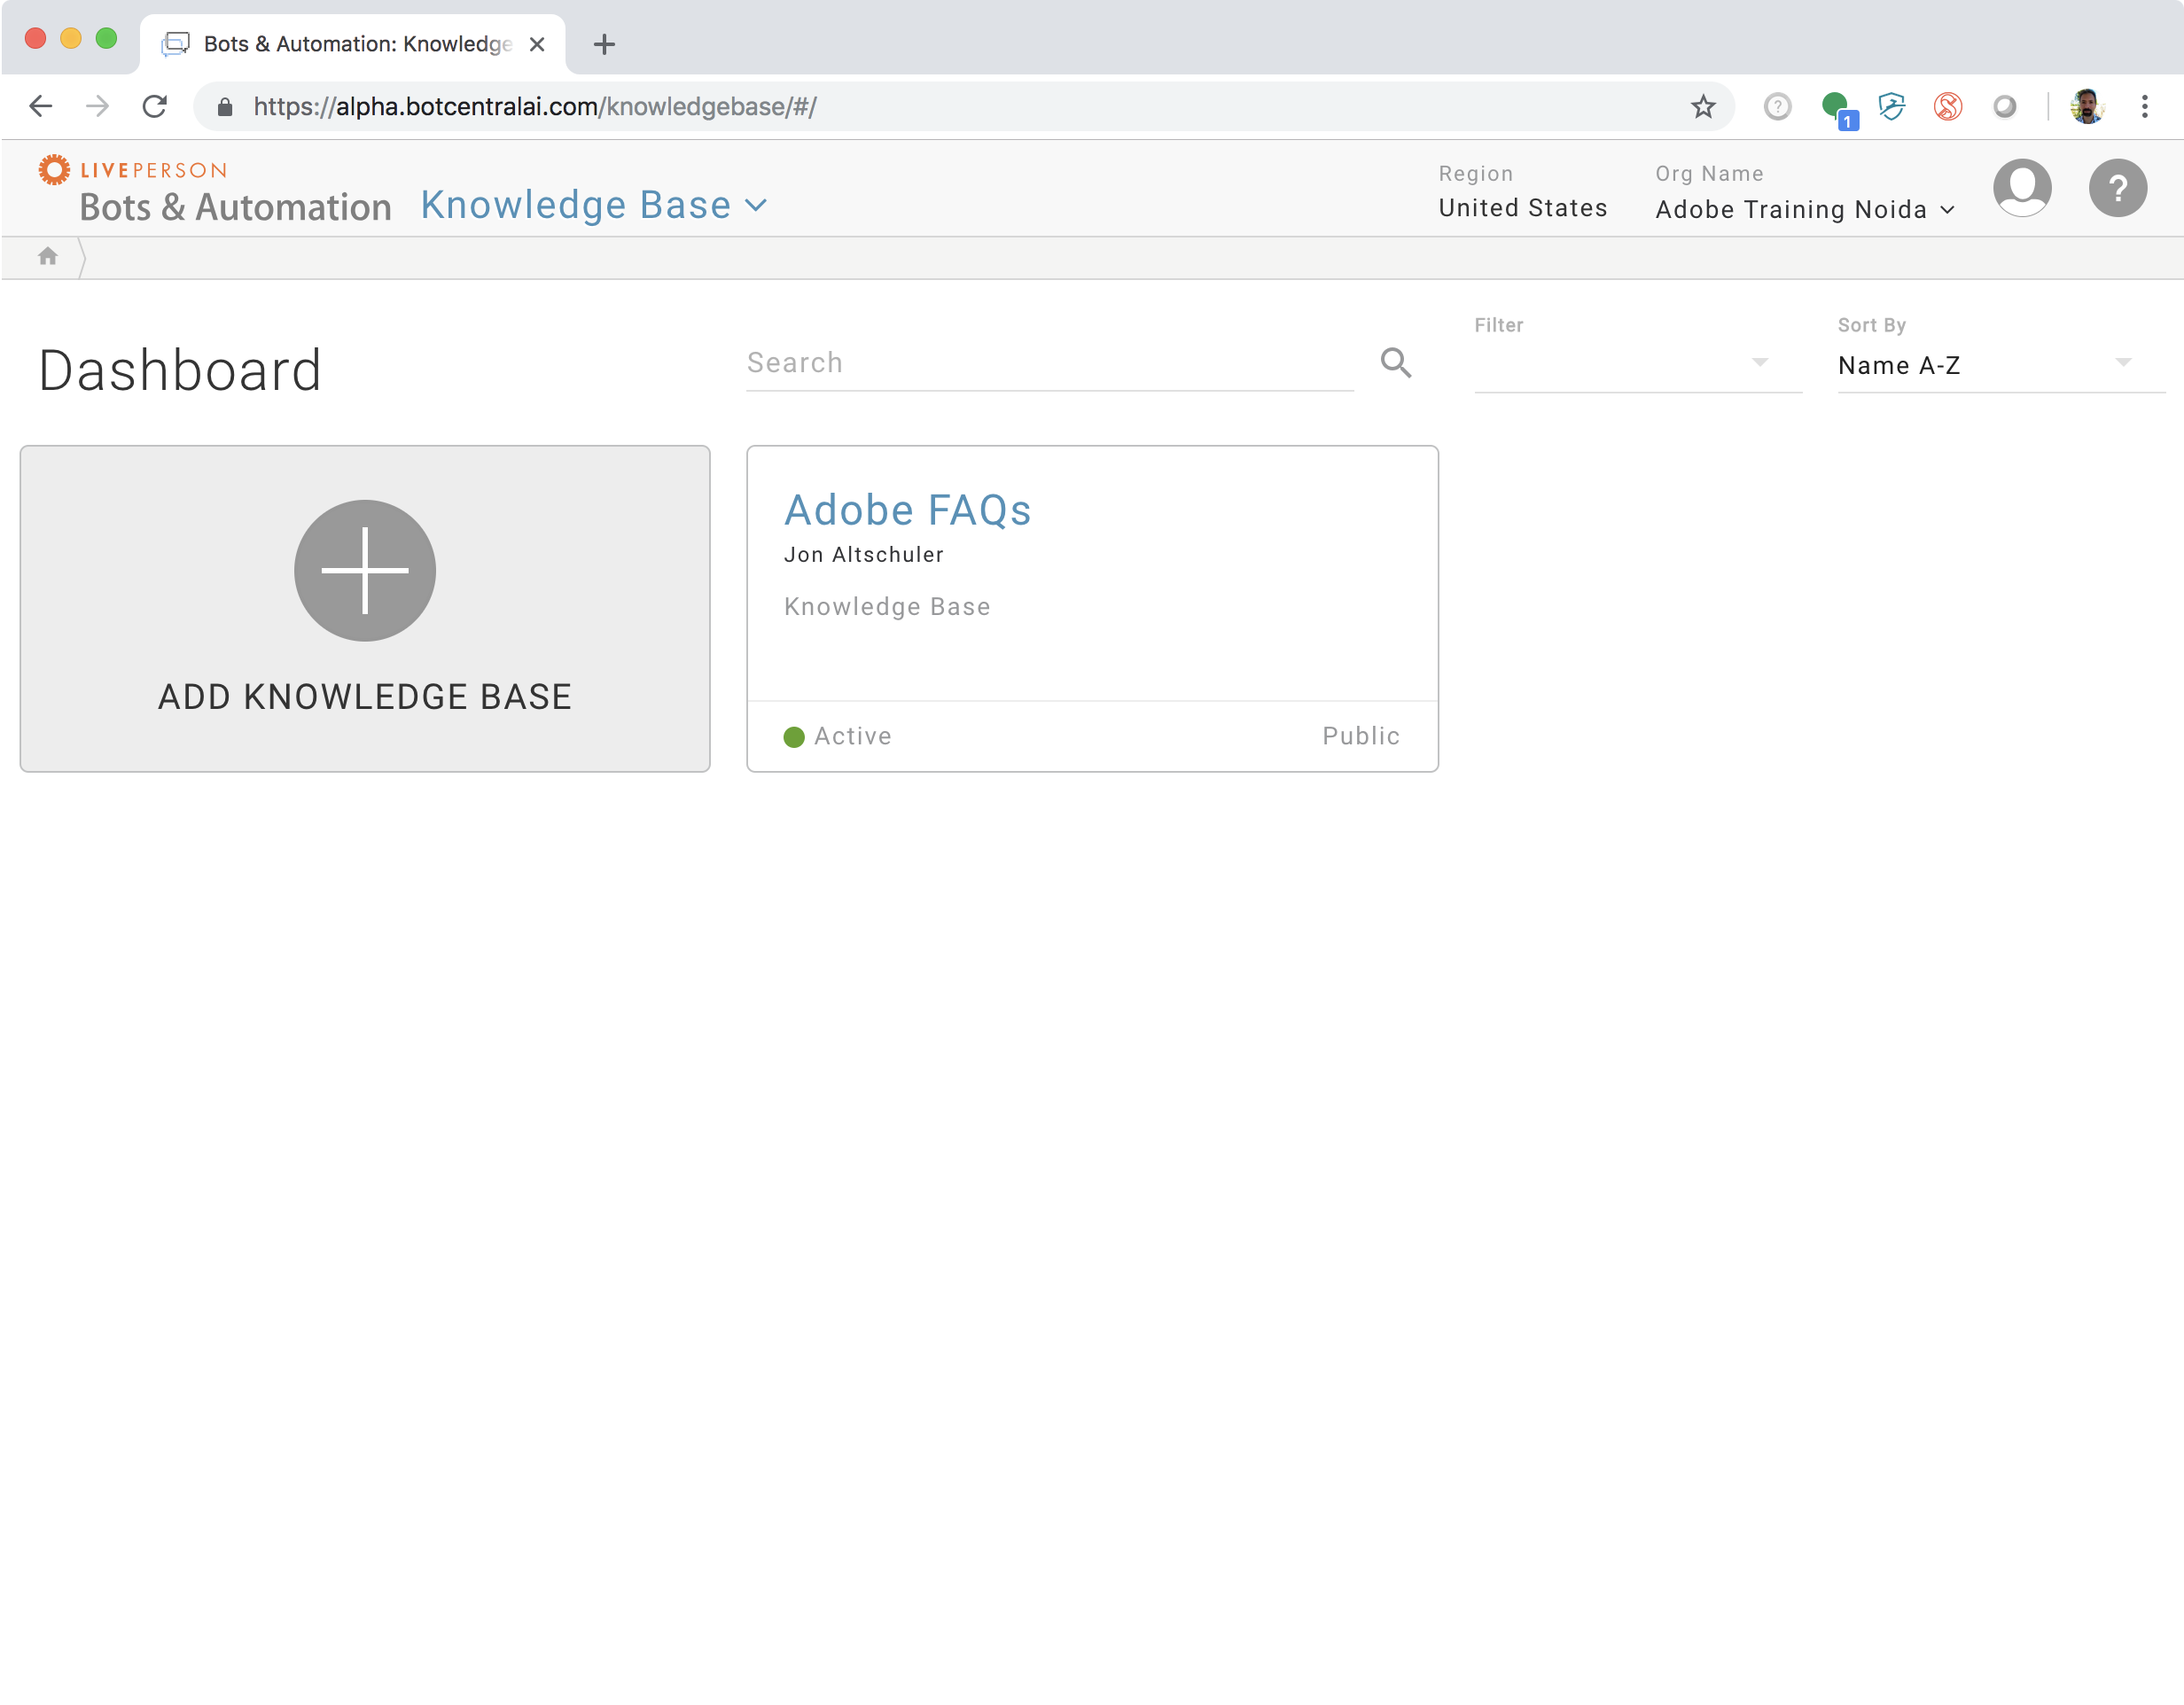 Bots & Automation: Knowledge
https://alpha.botcentralai.com/knowledgebase/#/
?
1
LIVEPERSON
Bots & Automation
Knowledge Base
Region
United States
Org Name
Adobe Training Noida
?
Dashboard
Search
Filter
Sort By
Name A-Z
ADD KNOWLEDGE BASE
Adobe FAQs
Jon Altschuler
Knowledge Base
Active
Public